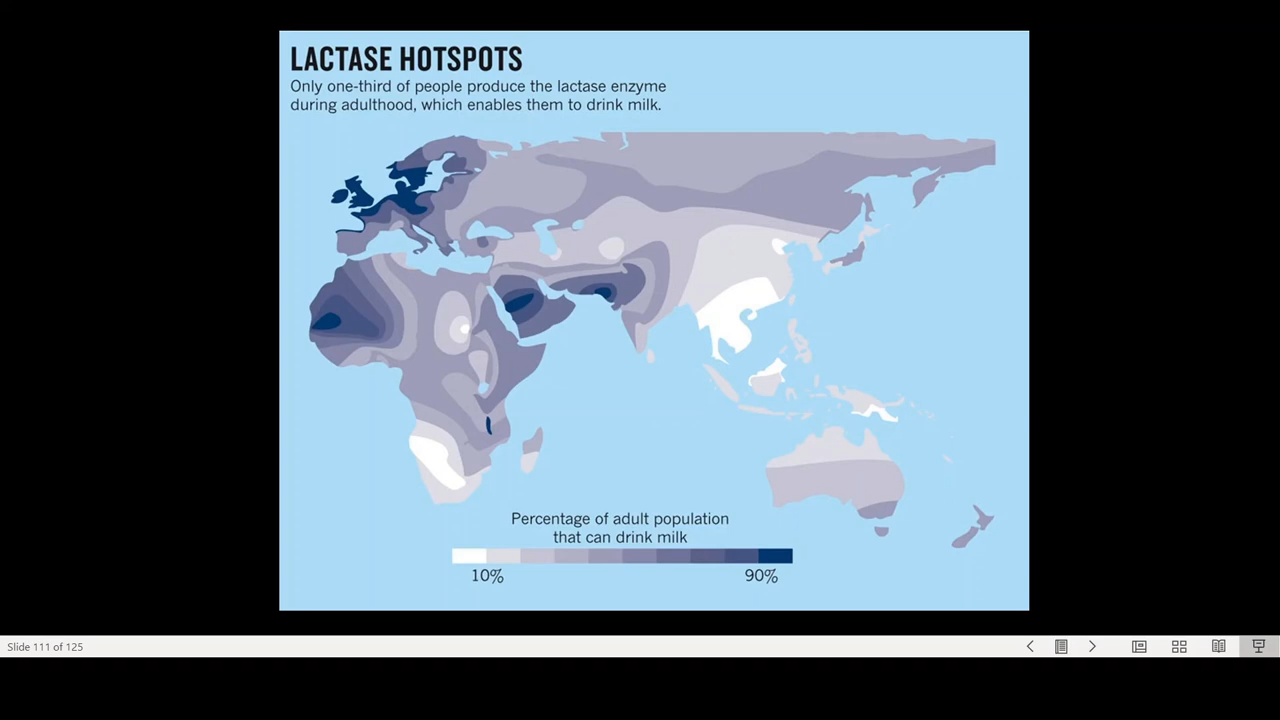 LACTASE HOTSPOTS
Only one-third of people produce the lactase enzyme
during adulthood, which enables them to drink milk.
Percentage of adult population
that can drink milk
10%
90%
Slide 111 of 125